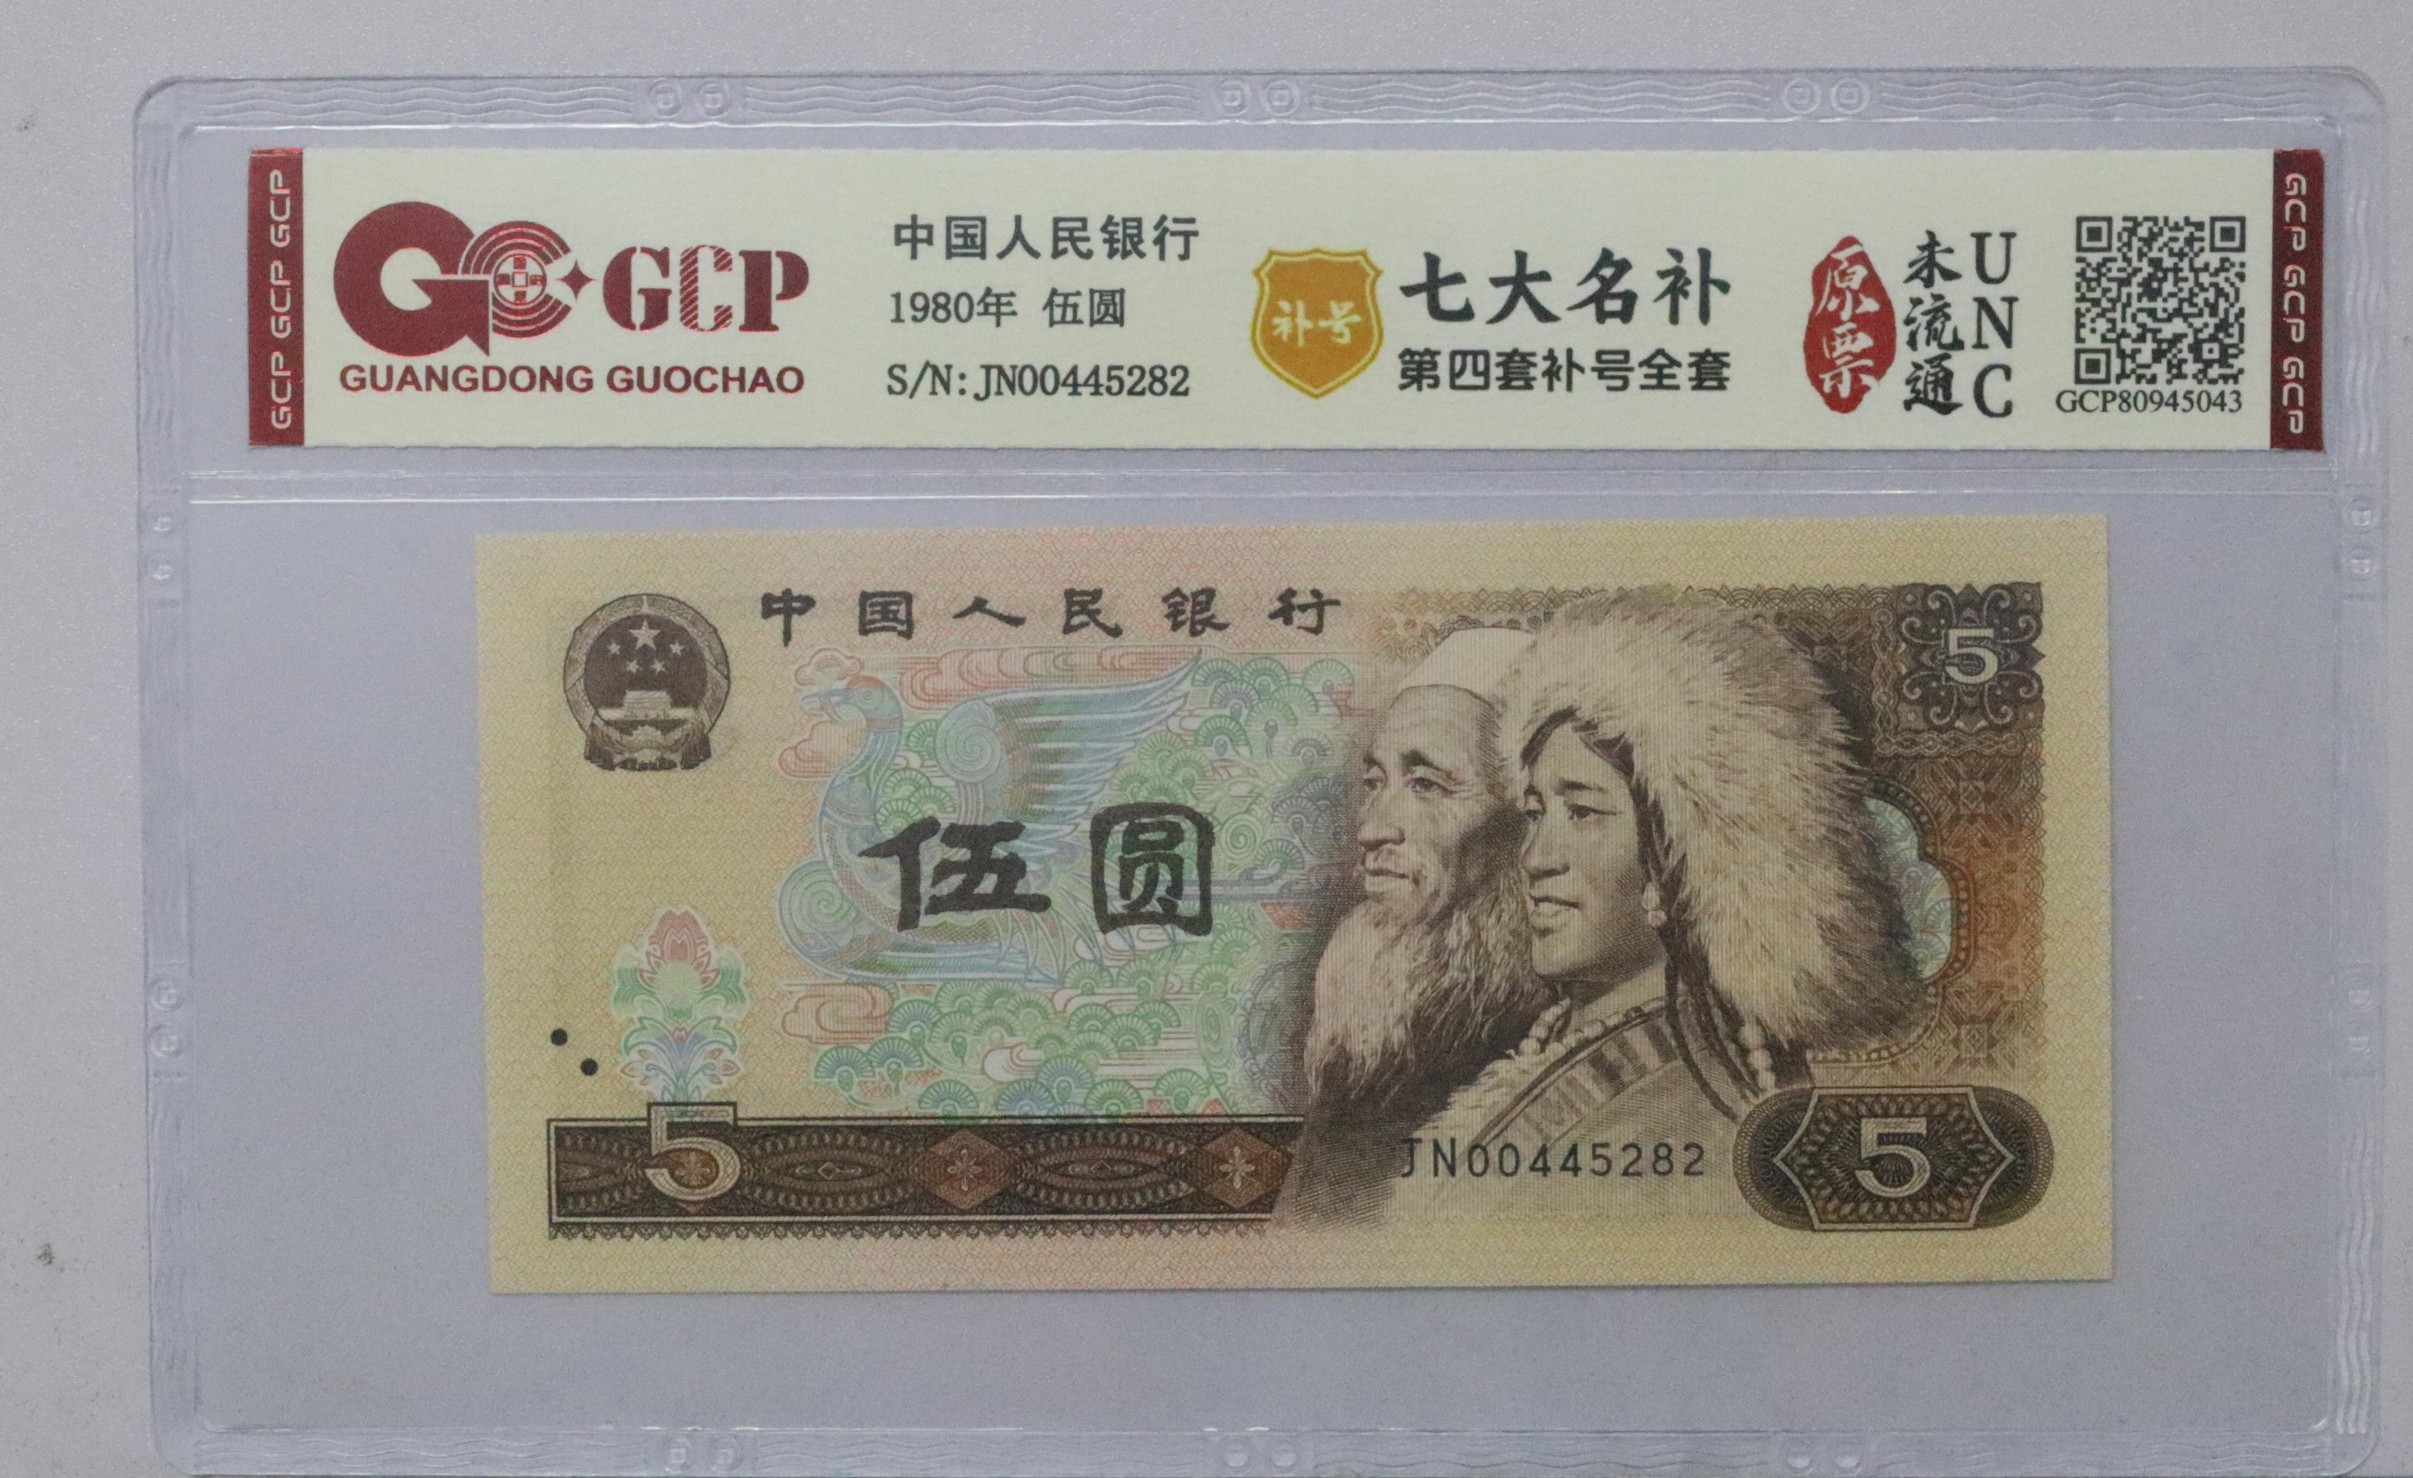 GCP GCP GCP
GCP
GUANGDONG GUOCHAO
中国人民银行
1980年 伍圆
S/N: JN00445282
补号
七大名补
第四套补号全套
原票
未流通
UNC
GCP80945043
GCP GCP GCP
中国人民银行
5
伍圆
5
JN00445282
5